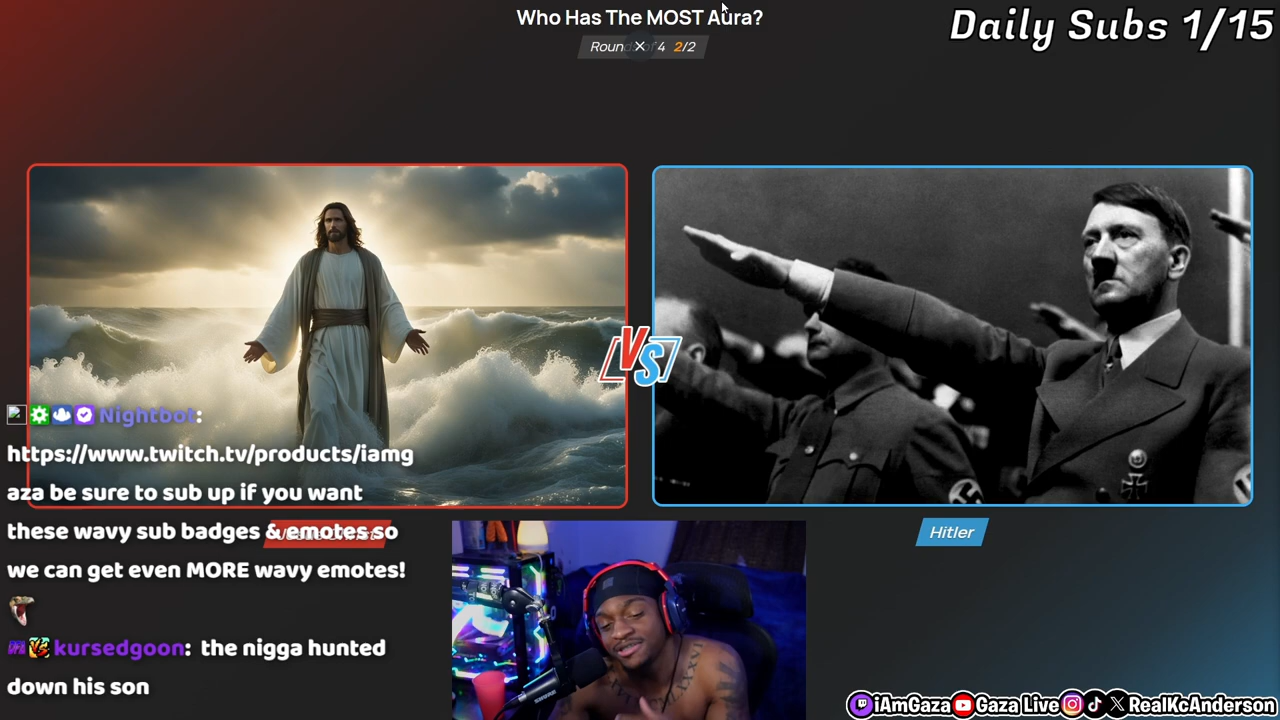 Who Has The MOST Aura?
Daily Subs 1/15
of 4 2/2
VS
Nightbot:
https://www.twitch.tv/products/iamg
aza be sure to sub up if you want
these wavy sub badges & emotes so
we can get even MORE wavy emotes!
Hitler
kursedgoon: the nigga hunted
down his son
SHURE
iAmGaza Gaza Live RealKcAnderson